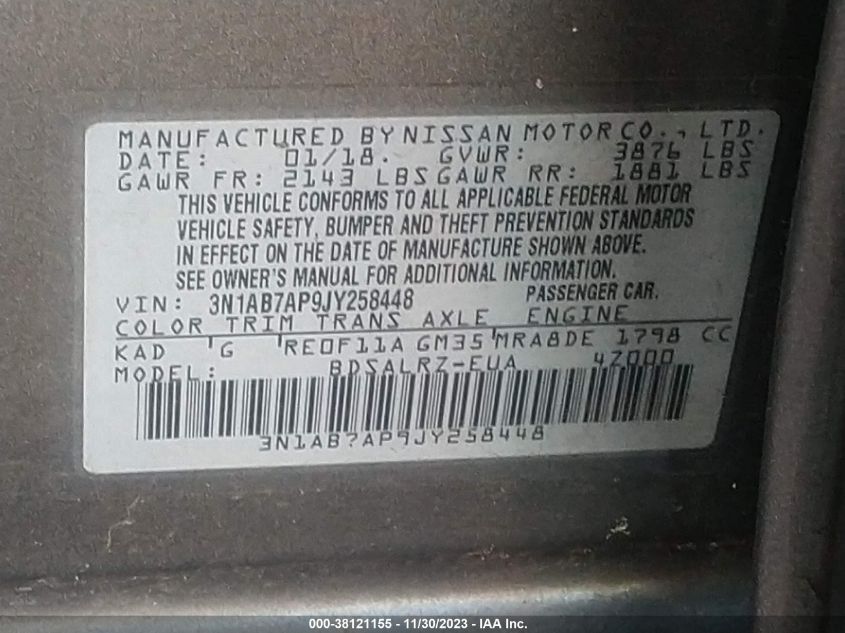 MANUFACTURED BY NISSAN MOTOR CO., LTD.
DATE: 01/18. GVWR: 3876 LBS
GAWR FR: 2143 LBS GAWR RR: 1881 LBS
THIS VEHICLE CONFORMS TO ALL APPLICABLE FEDERAL MOTOR
VEHICLE SAFETY, BUMPER AND THEFT PREVENTION STANDARDS
IN EFFECT ON THE DATE OF MANUFACTURE SHOWN ABOVE.
SEE OWNER'S MANUAL FOR ADDITIONAL INFORMATION.
VIN: 3N1AB7AP9JY258448 PASSENGER CAR.
COLOR TRIM TRANS AXLE ENGINE
KAD 'G 'RE0F11A GM35'MRA8DE 1798 CC
MODEL: BDSALRZ-EUA 4Z000
3N1AB7AP9JY258448
000-38121155 - 11/30/2023 - IAA Inc.